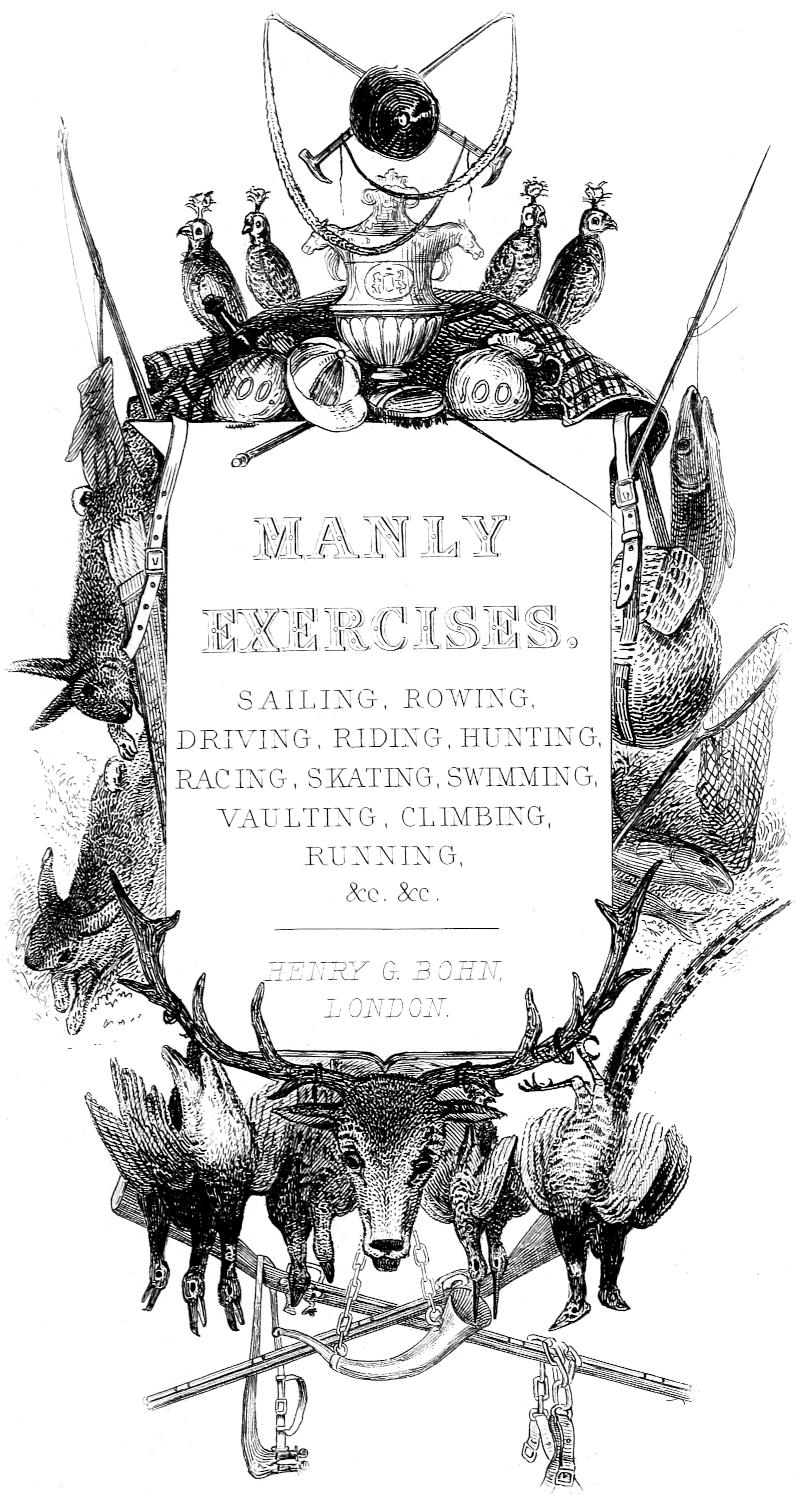 MANLY
EXERCISES.
SAILING, ROWING,
DRIVING, RIDING, HUNTING,
RACING, SKATING, SWIMMING,
VAULTING, CLIMBING,
RUNNING,
&c. &c.
HENRY G. BOHN,
LONDON.